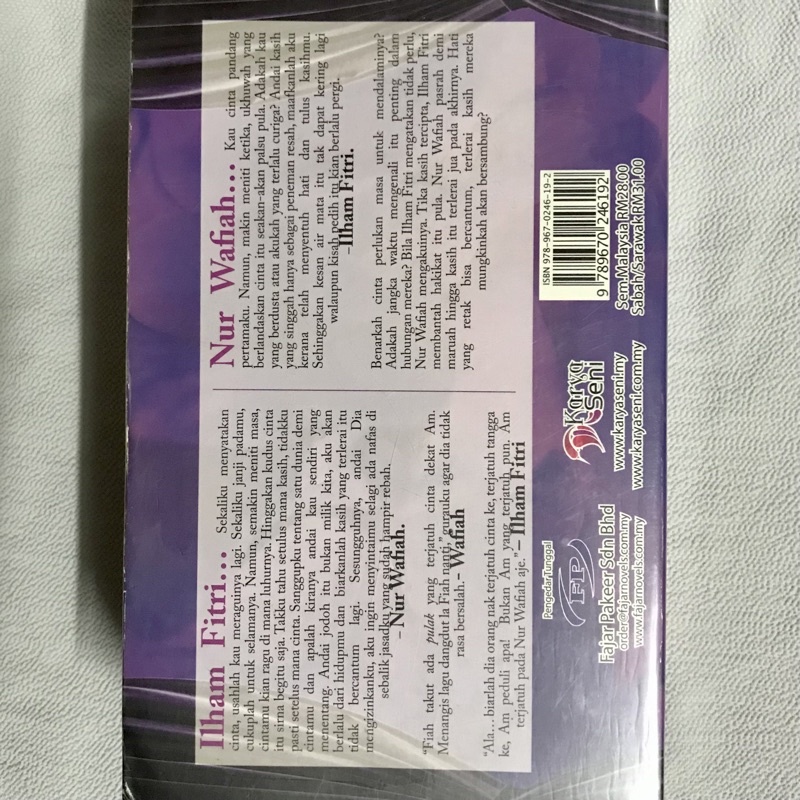 Ilham Fitri... Sekaliku menyatakan
cinta, usahlah kau meraguinya lagi. Sekaliku janji padamu,
cukuplah untuk selamanya. Namun, semakin meniti masa,
cintamu kian ragu di mana luhurnya. Hinggakan kudus cinta
itu sirna begitu saja. Taklah tahu setulus mana kasih, tidakku
pasti setelus mana cinta. Sanggupku tentang satu dunia demi
cintamu dan apalah kiranya andai kau sendiri yang
menentang. Andai jodoh itu bukan milik kita, aku akan
berlalu dari hidupmu dan biarkanlah kasih yang terlerai itu
tidak bercantum lagi. Sesungguhnya, andai Dia
mengizinkanku, aku ingin menyintaimu selagi ada nafas di
sebalik jasadku yang sudah hampir rebah.
– Nur Wafiah.
“Fiah takut ada pulak yang terjatuh cinta dekat Am.
Menangis lagu dangdut la Fiah nanti,” gurauku agar dia tidak
rasa bersalah. – Wafiah
“Ala... biarlah dia orang nak terjatuh cinta ke, terjatuh tangga
ke, Am peduli apa! Bukan Am yang terjatuh pun. Am
terjatuh pada Nur Wafiah aje.” – Ilham Fitri
Nur Wafiah... Kau cinta pandang
pertamaku. Namun, makin meniti ketika, ukhuwah yang
berlandaskan cinta itu seakan-akan palsu pula. Adakah kau
yang berdusta atau akukah yang terlalu curiga? Andai kasih
yang singgah hanya sebagai peneman resah, maafkanlah aku
kerana telah menyentuh hati dan tulus kasihmu.
Sehinggakan kesan air mata itu tak dapat kering lagi
walaupun kisah pedih itu kian berlalu pergi.
–Ilham Fitri.
Benarkah cinta perlukan masa untuk mendalaminya?
Adakah jangka waktu mengenali itu penting dalam
hubungan mereka? Bila Ilham Fitri mengatakan tidak perlu,
Nur Wafiah mengakuinya. Tika kasih tercipta, Ilham Fitri
membantah hakikat itu pula. Nur Wafiah pasrah demi
maruah hingga kasih itu terlerai jua pada akhirnya. Hati
yang retak bisa bercantum, terlerai kasih mereka
mungkinkah akan bersambung?
Pengedar Tunggal
FP
Fajar Pakeer Sdn Bhd
order@fajarnovels.com.my
www.fajarnovels.com.my
Karya
Seni
www.karyaseni.my
www.karyaseni.com.my
ISBN 978-967-0246-19-2
9 789670 246192
Sem. Malaysia RM28.00
Sabah/Sarawak RM31.00